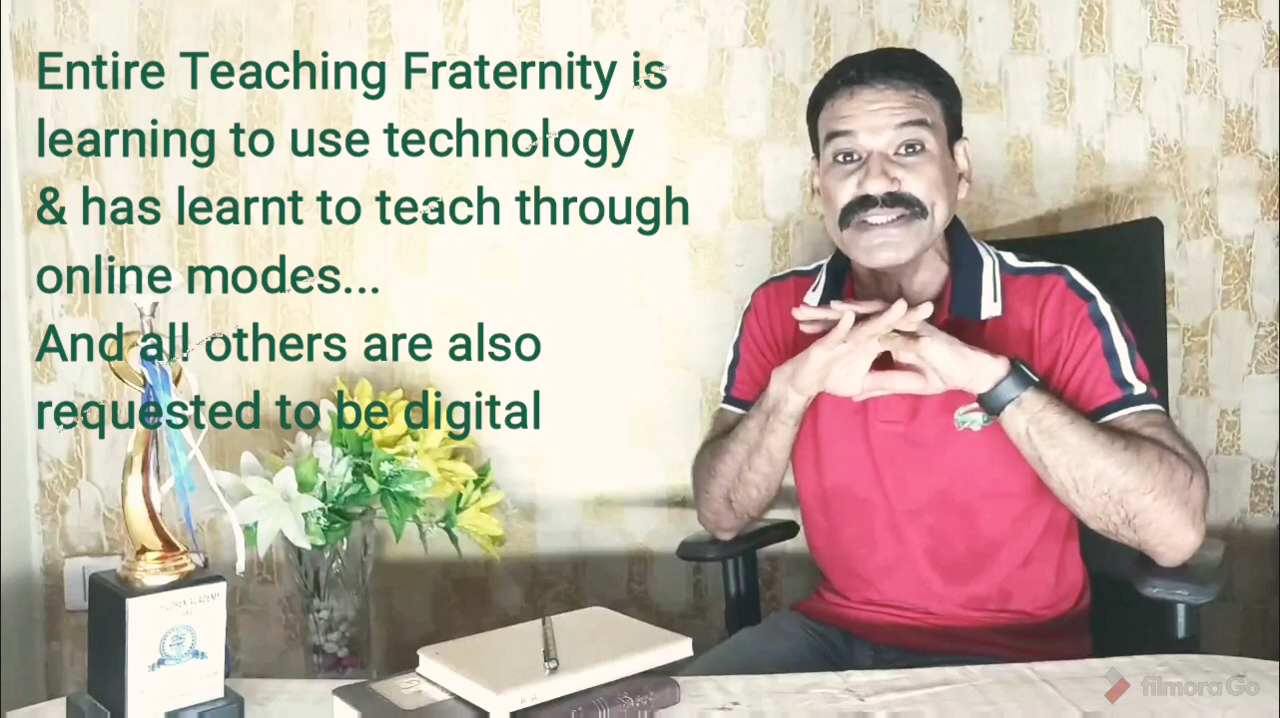 Entire Teaching Fraternity is
learning to use technology
& has learnt to teach through
online modes...
And all others are also
requested to be digital
ACADEMY
filmora Go